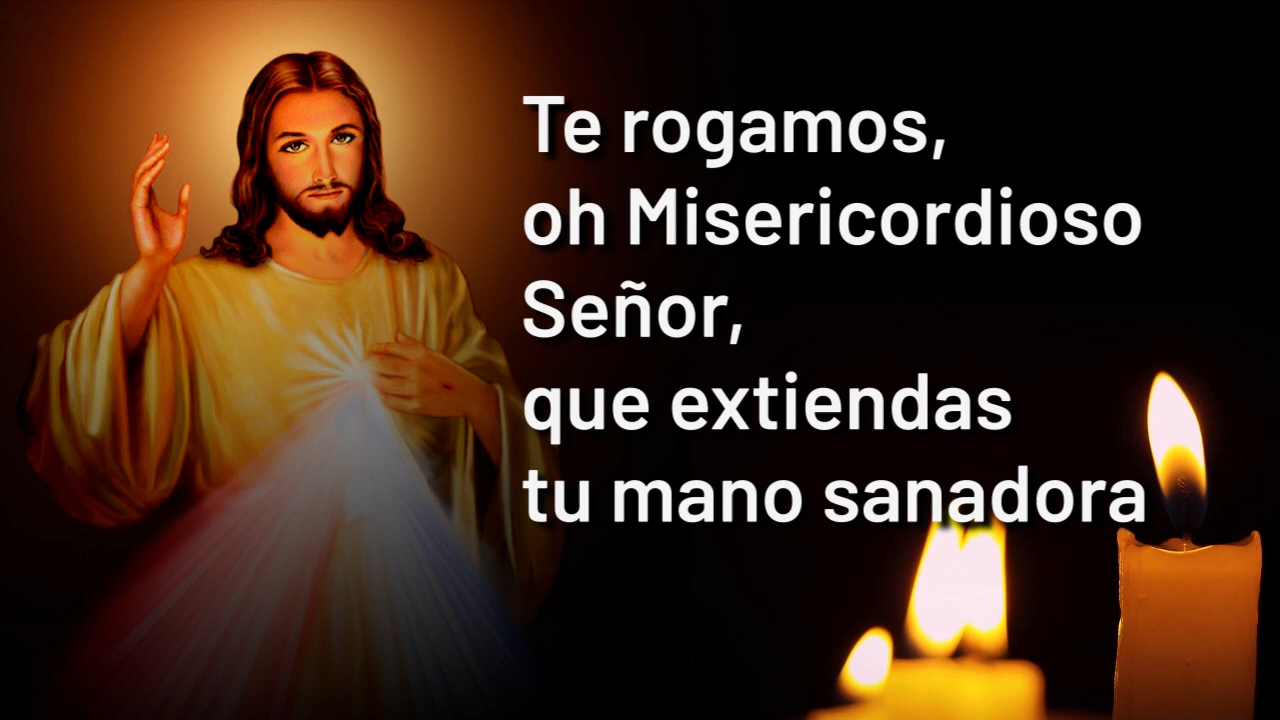 Te rogamos,
oh Misericordioso
Señor,
que extiendas
tu mano sanadora